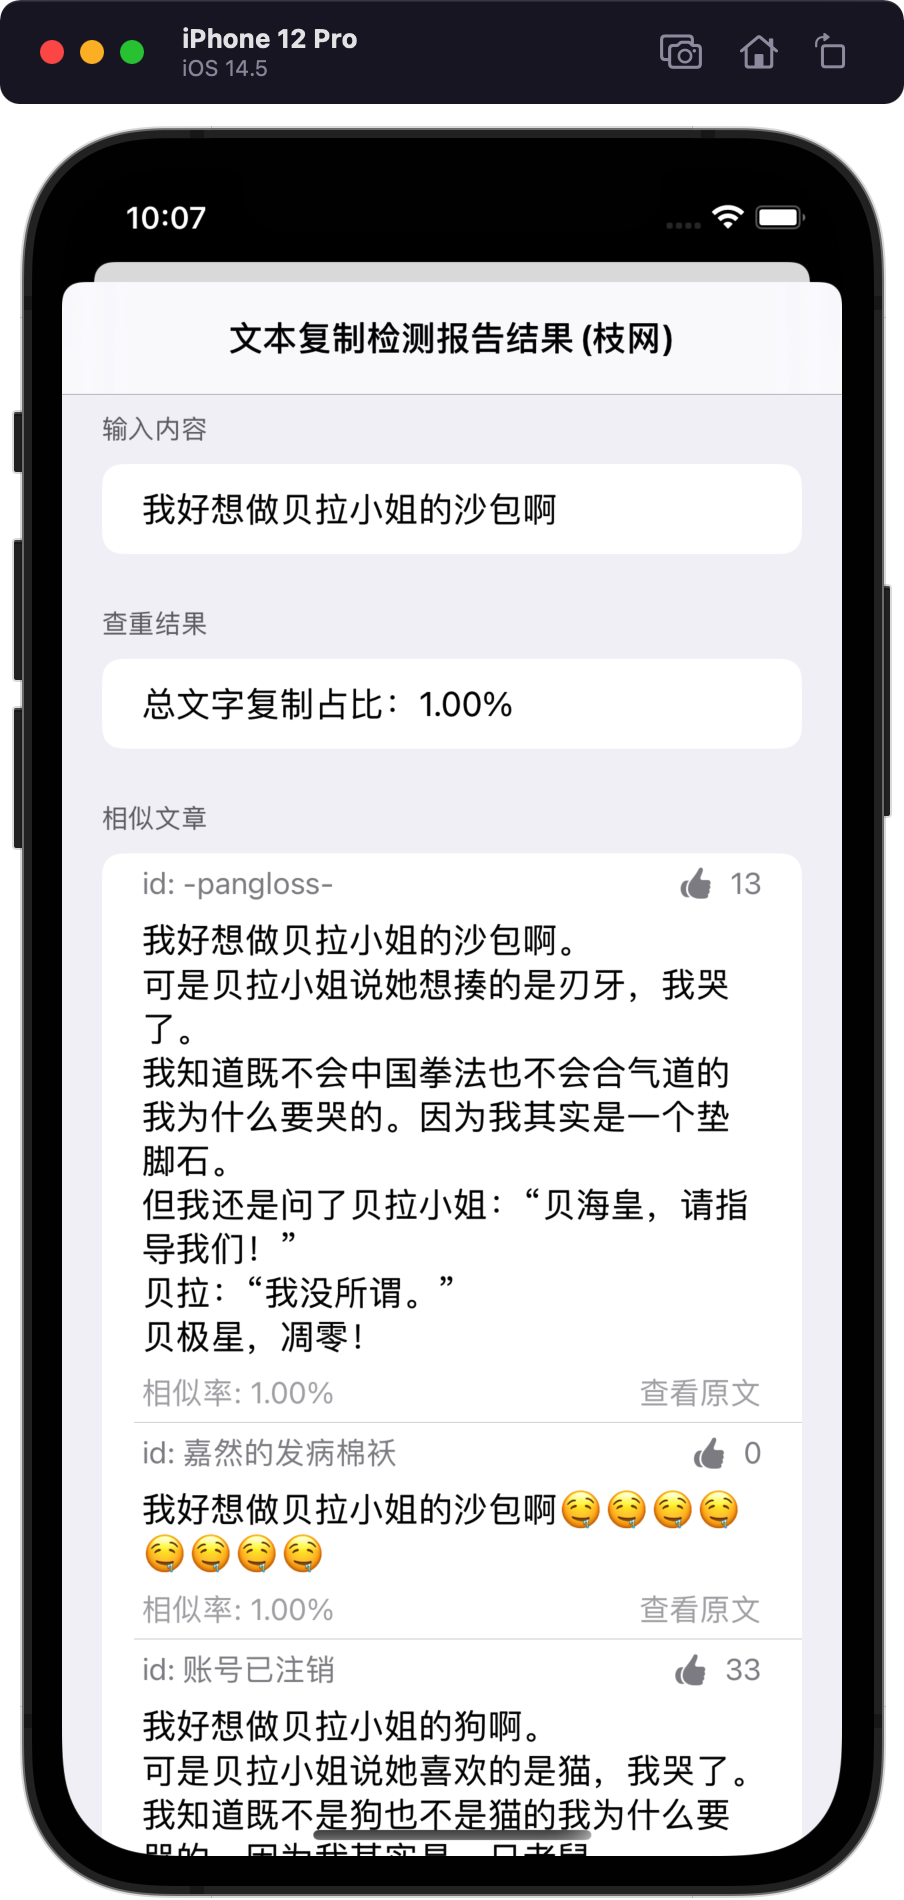 iPhone 12 Pro
iOS 14.5
10:07
文本复制检测报告结果 (枝网)
输入内容
我好想做贝拉小姐的沙包啊
查重结果
总文字复制占比：1.00%
相似文章
id: -pangloss-
13
我好想做贝拉小姐的沙包啊。
可是贝拉小姐说她想揍的是刃牙，我哭
了。
我知道既不会中国拳法也不会合气道的
我为什么要哭的。因为我其实是一个垫
脚石。
但我还是问了贝拉小姐：“贝海皇，请指
导我们！”
贝拉：“我没所谓。”
贝极星，凋零！
相似率: 1.00%
查看原文
id: 嘉然的发病棉袄
0
我好想做贝拉小姐的沙包啊🤤🤤🤤🤤
🤤🤤🤤🤤
相似率: 1.00%
查看原文
id: 账号已注销
33
我好想做贝拉小姐的狗啊。
可是贝拉小姐说她喜欢的是猫，我哭了。
我知道既不是狗也不是猫的我为什么要
哭的。因为我其实是一只老鼠